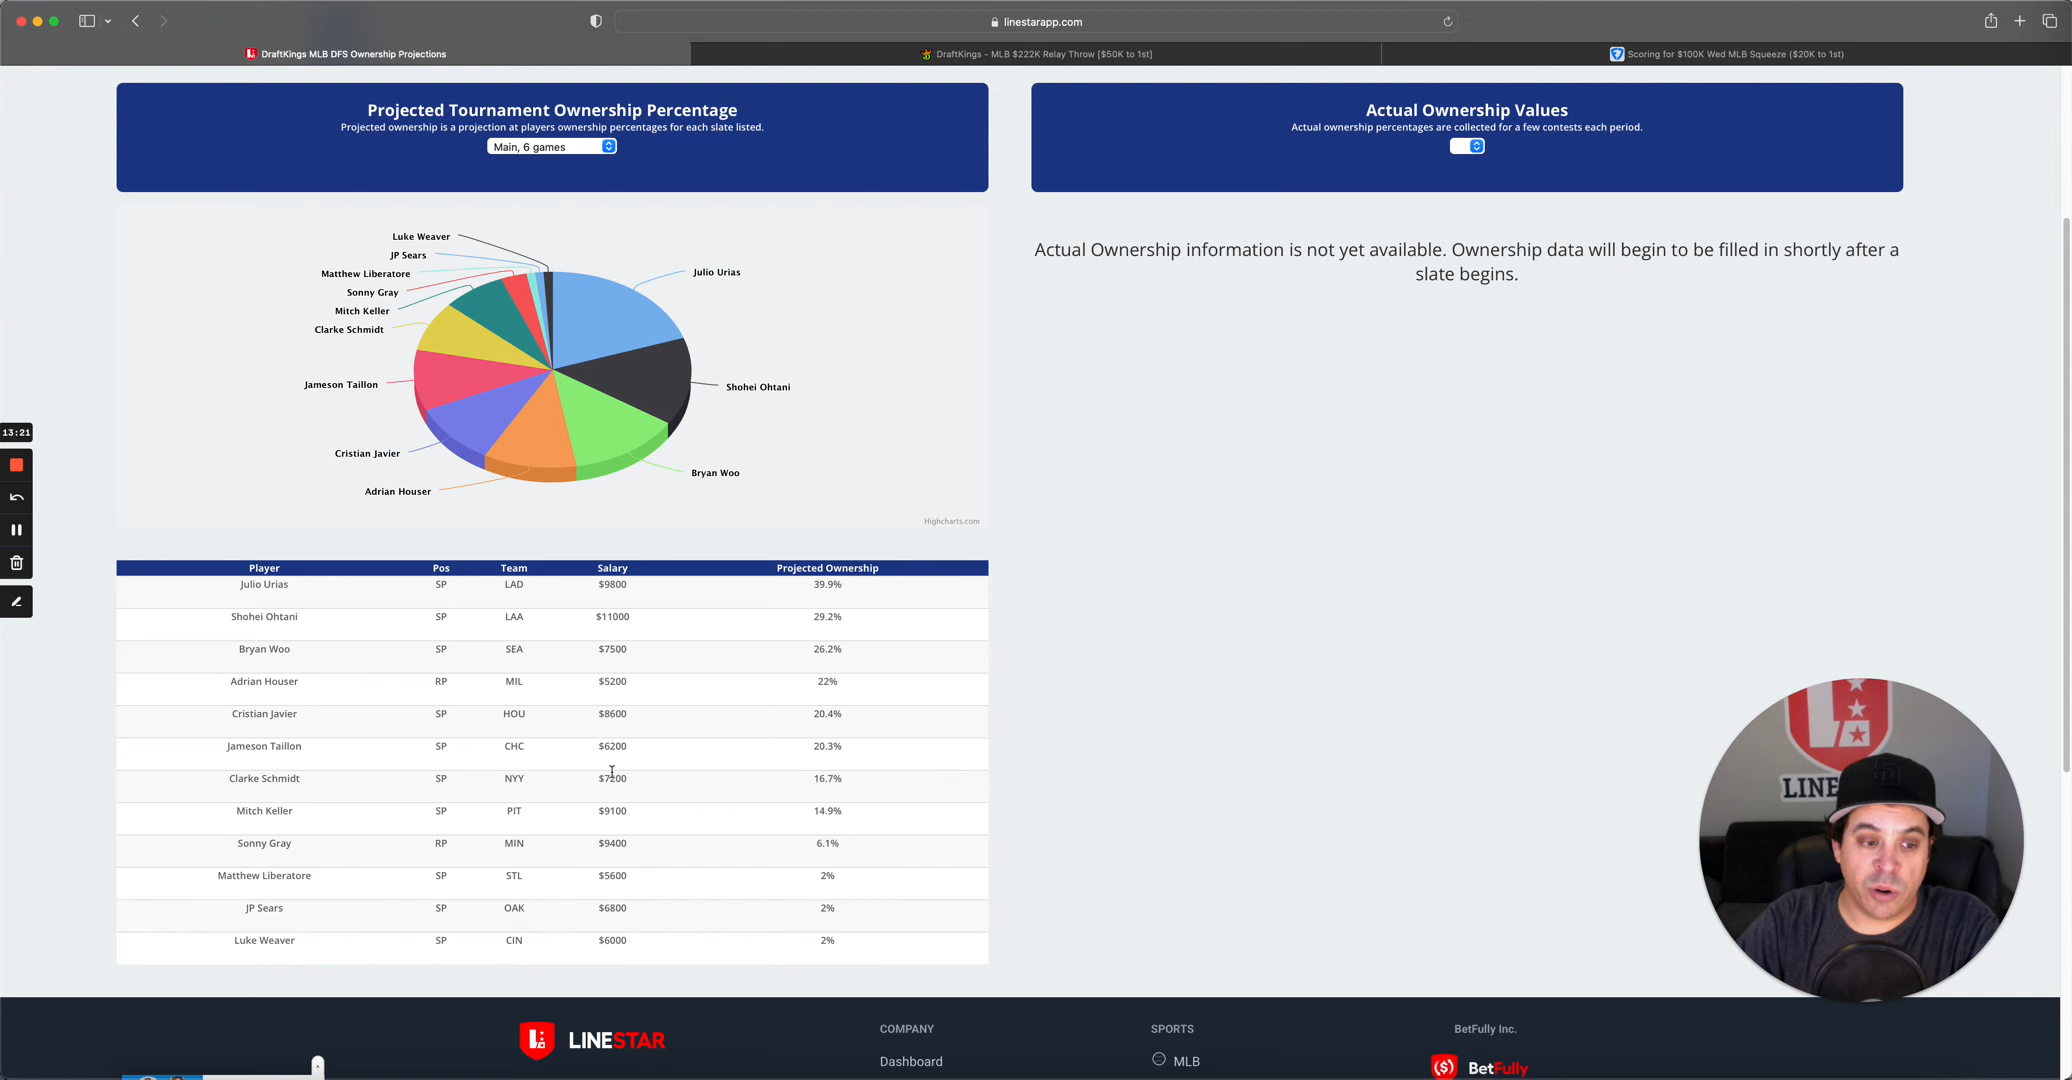 linestarapp.com
DraftKings MLB DFS Ownership Projections
DraftKings - MLB $222K Relay Throw [$50K to 1st]
Scoring for $100K Wed MLB Squeeze ($20K to 1st)
Projected Tournament Ownership Percentage
Projected ownership is a projection at players ownership percentages for each slate listed.
Main, 6 games
Actual Ownership Values
Actual ownership percentages are collected for a few contests each period.
Actual Ownership information is not yet available. Ownership data will begin to be filled in shortly after a
slate begins.
Luke Weaver
JP Sears
Matthew Liberatore
Sonny Gray
Mitch Keller
Clarke Schmidt
Jameson Taillon
Cristian Javier
Adrian Houser
Julio Urias
Shohei Ohtani
Bryan Woo
Highcharts.com
13:21
Player Pos Team Salary Projected Ownership
Julio Urias SP LAD $9800 39.9%
Shohei Ohtani SP LAA $11000 29.2%
Bryan Woo SP SEA $7500 26.2%
Adrian Houser RP MIL $5200 22%
Cristian Javier SP HOU $8600 20.4%
Jameson Taillon SP CHC $6200 20.3%
Clarke Schmidt SP NYY $7200 16.7%
Mitch Keller SP PIT $9100 14.9%
Sonny Gray RP MIN $9400 6.1%
Matthew Liberatore SP STL $5600 2%
JP Sears SP OAK $6800 2%
Luke Weaver SP CIN $6000 2%
LINE
LINESTAR
COMPANY
Dashboard
SPORTS
MLB
BetFully Inc.
BetFully